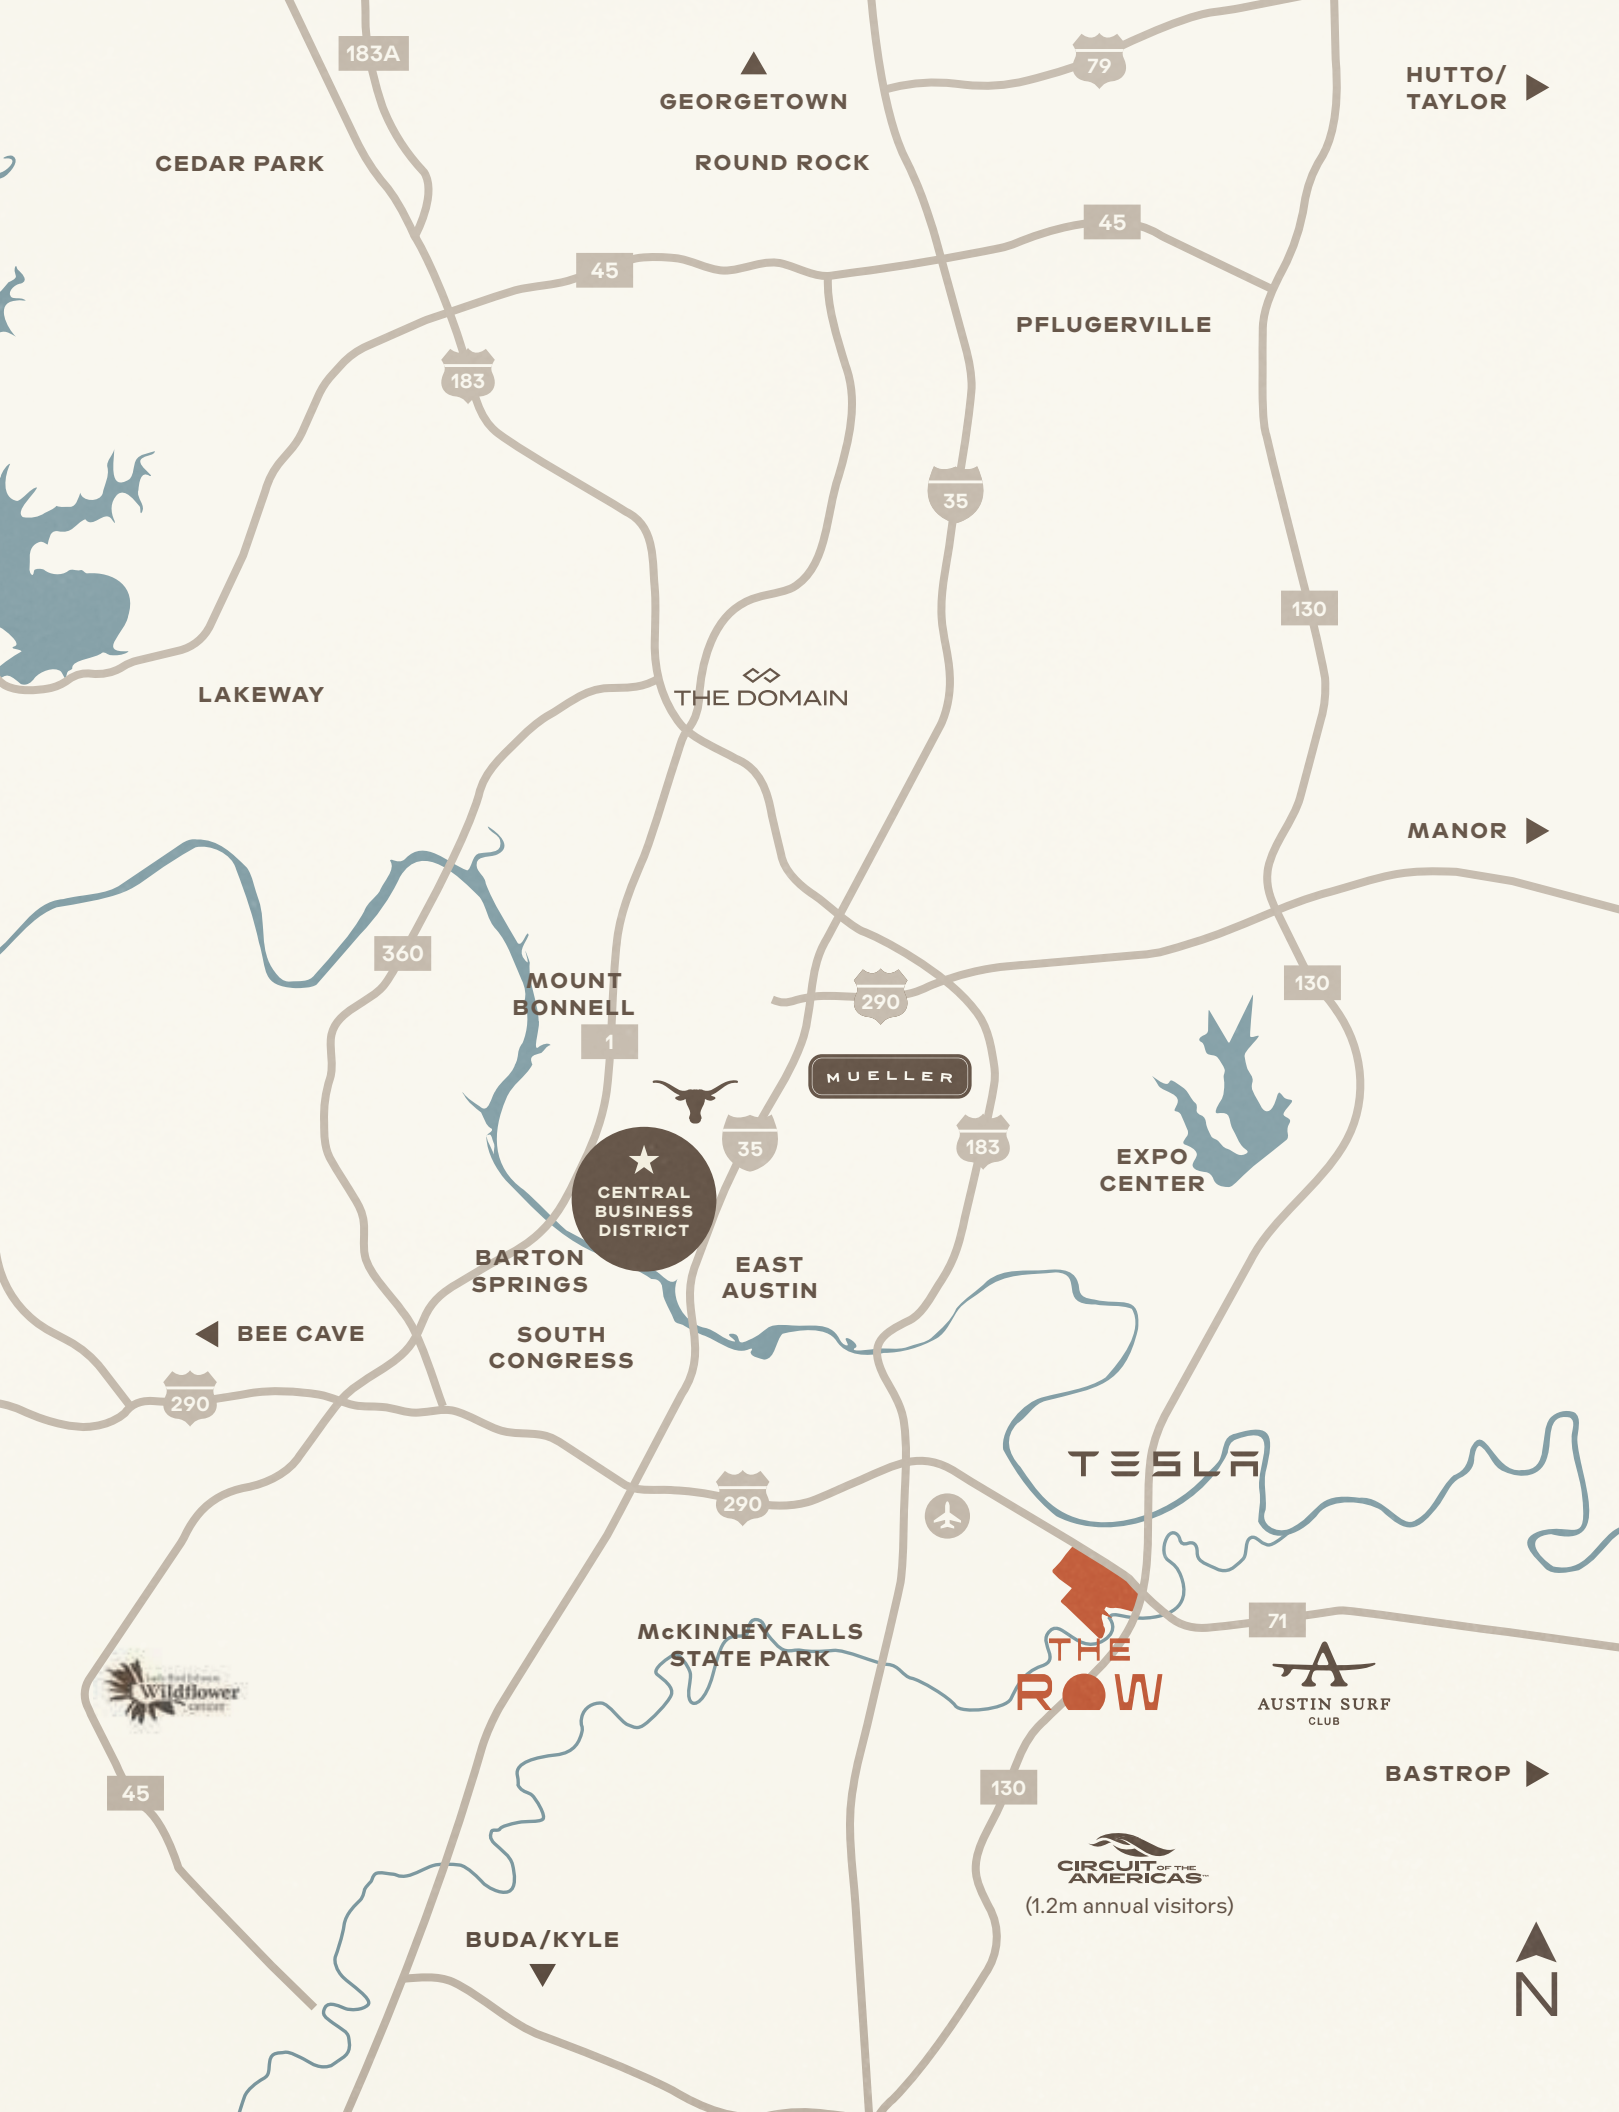 183A
79
HUTTO/
TAYLOR
GEORGETOWN
CEDAR PARK
ROUND ROCK
45
45
PFLUGERVILLE
183
35
130
LAKEWAY
THE DOMAIN
MANOR
360
MOUNT
BONNELL
290
130
1
MUELLER
35
183
EXPO
CENTER
CENTRAL
BUSINESS
DISTRICT
BARTON
SPRINGS
EAST
AUSTIN
BEE CAVE
SOUTH
CONGRESS
290
TESLA
290
71
McKINNEY FALLS
STATE PARK
THE
ROW
Wildflower
AUSTIN SURF
CLUB
45
130
BASTROP
CIRCUIT OF THE
AMERICAS™
(1.2m annual visitors)
BUDA/KYLE
N